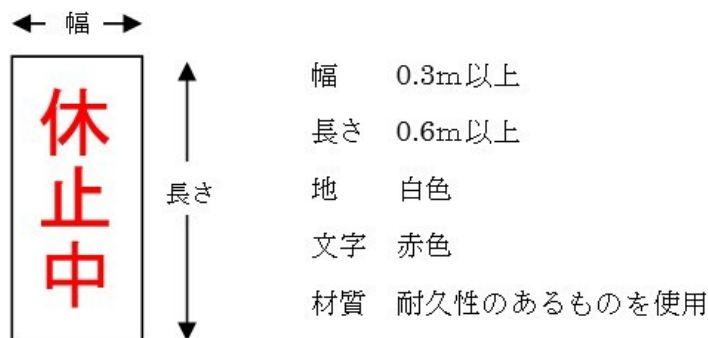 幅
休止中
長さ
幅 0.3m以上
長さ 0.6m以上
地 白色
文字 赤色
材質 耐久性のあるものを使用